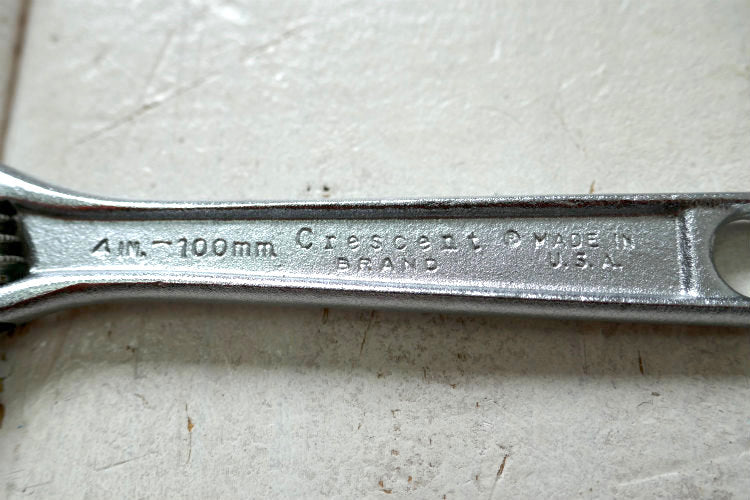 4 IN. - 100mm Crescent ® MADE IN
BRAND U.S.A.